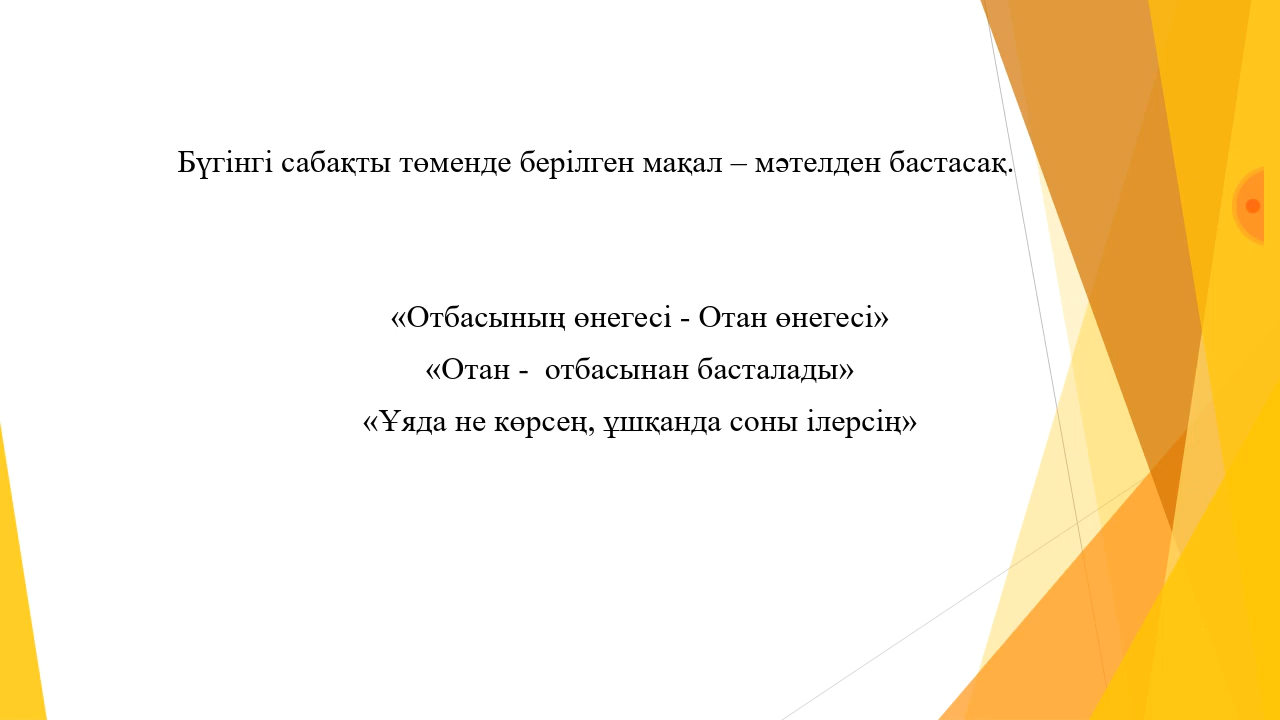 Бүгінгі сабақты төменде берілген мақал – мәтелден бастасақ.
«Отбасының өнегесі - Отан өнегесі»
«Отан -  отбасынан басталады»
«Ұяда не көрсең, ұшқанда соны ілерсің»